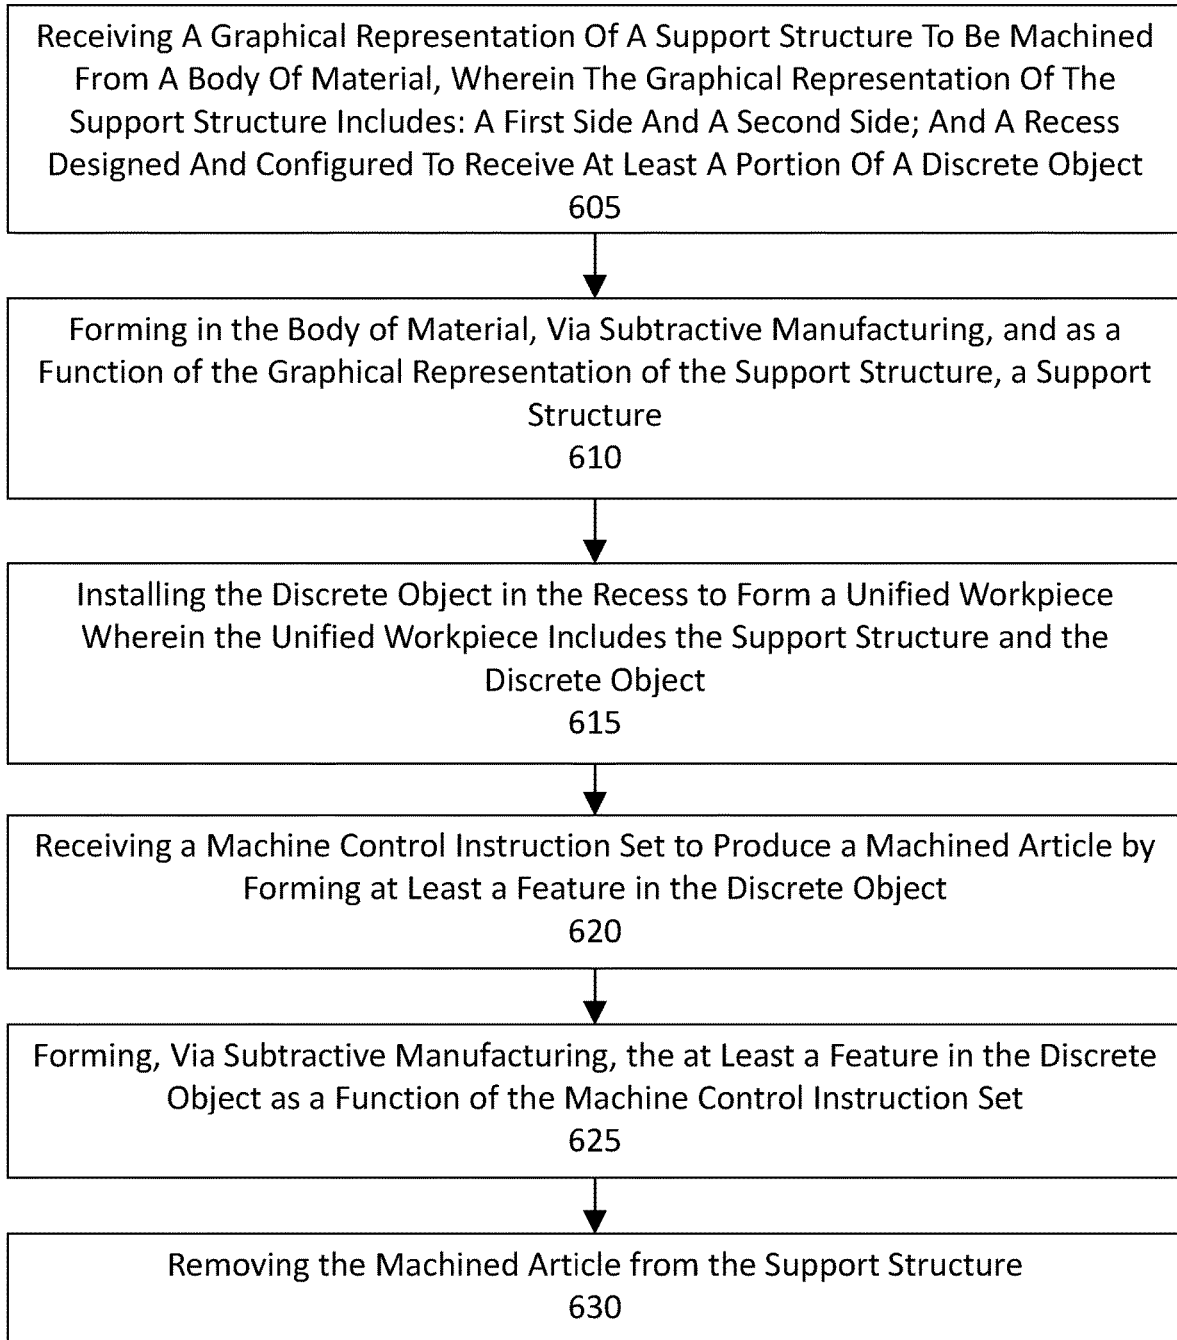 Receiving A Graphical Representation Of A Support Structure To Be Machined
From A Body Of Material, Wherein The Graphical Representation Of The
Support Structure Includes: A First Side And A Second Side; And A Recess
Designed And Configured To Receive At Least A Portion Of A Discrete Object
605
Forming in the Body of Material, Via Subtractive Manufacturing, and as a
Function of the Graphical Representation of the Support Structure, a Support
Structure
610
Installing the Discrete Object in the Recess to Form a Unified Workpiece
Wherein the Unified Workpiece Includes the Support Structure and the
Discrete Object
615
Receiving a Machine Control Instruction Set to Produce a Machined Article by
Forming at Least a Feature in the Discrete Object
620
Forming, Via Subtractive Manufacturing, the at Least a Feature in the Discrete
Object as a Function of the Machine Control Instruction Set
625
Removing the Machined Article from the Support Structure
630